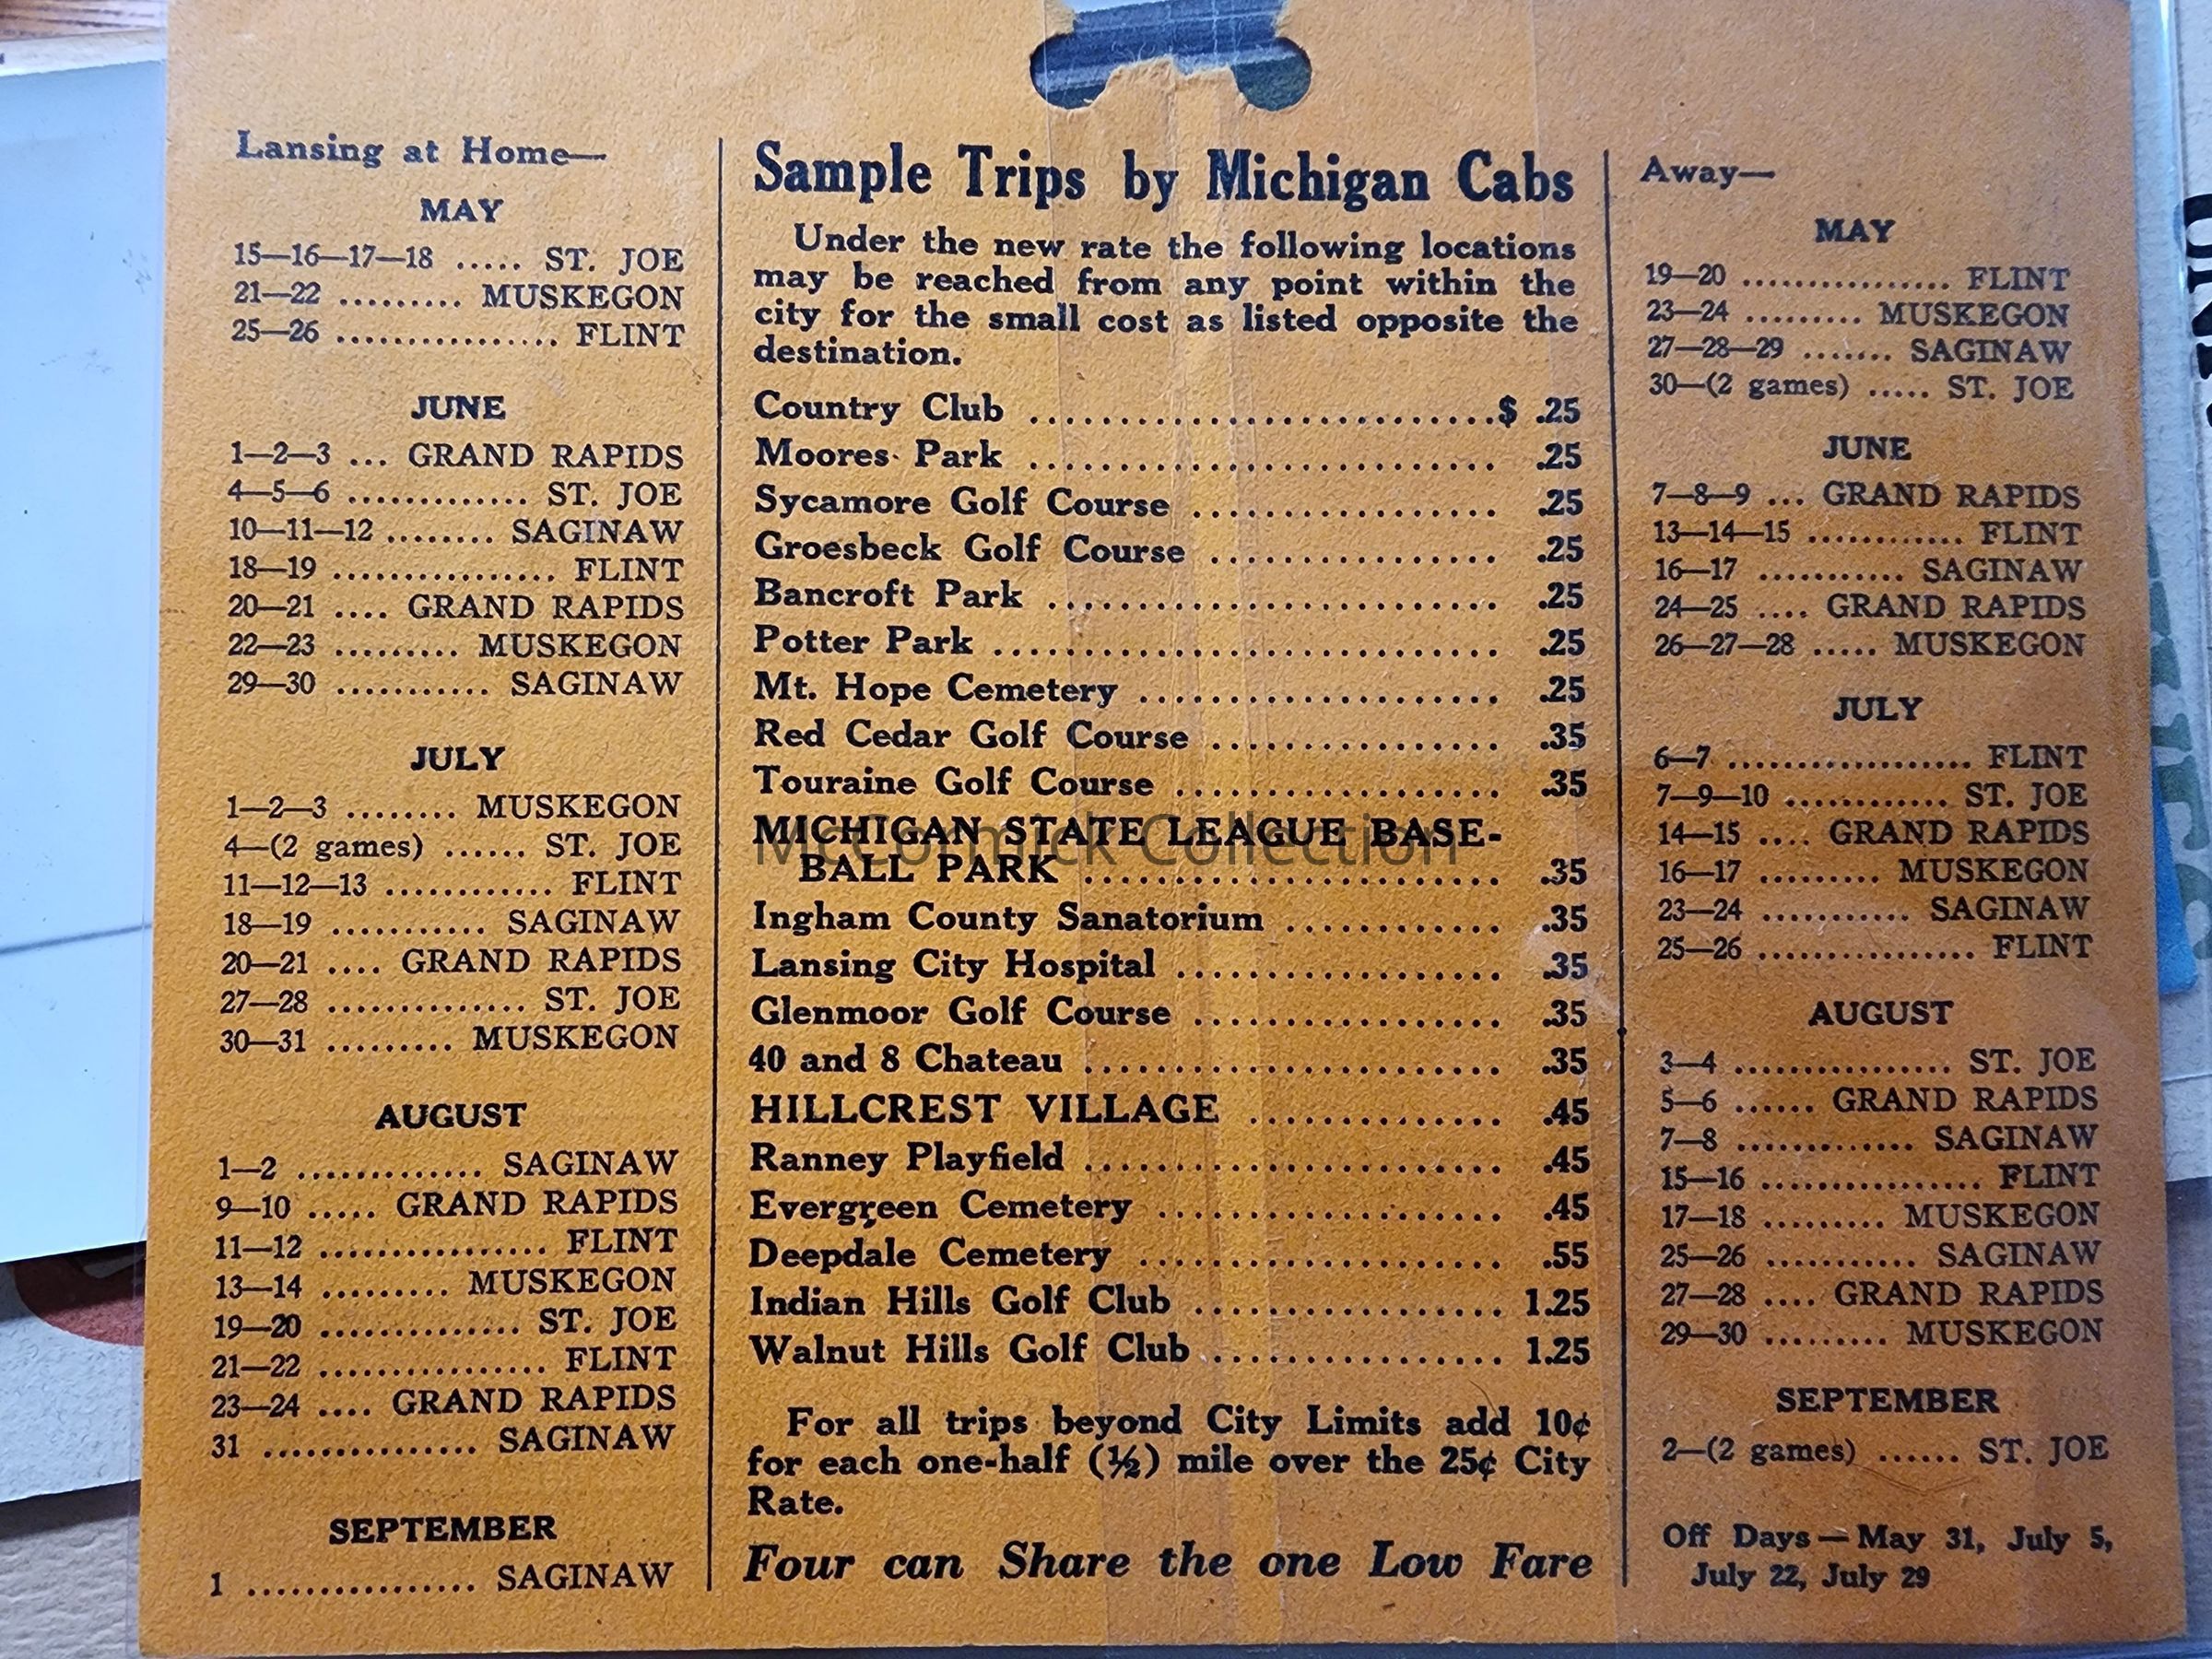 Lansing at Home—
MAY
15—16—17—18 ..... ST. JOE
21—22 ......... MUSKEGON
25—26 ................ FLINT
JUNE
1—2—3 ... GRAND RAPIDS
4—5—6 ............. ST. JOE
10—11—12 ........ SAGINAW
18—19 ................ FLINT
20—21 .... GRAND RAPIDS
22—23 ......... MUSKEGON
29—30 ........... SAGINAW
JULY
1—2—3 ........ MUSKEGON
4—(2 games) ...... ST. JOE
11—12—13 ............ FLINT
18—19 ........... SAGINAW
20—21 .... GRAND RAPIDS
27—28 .............. ST. JOE
30—31 ......... MUSKEGON
AUGUST
1—2 ............. SAGINAW
9—10 ..... GRAND RAPIDS
11—12 ................ FLINT
13—14 ......... MUSKEGON
19—20 .............. ST. JOE
21—22 ................ FLINT
23—24 .... GRAND RAPIDS
31 ............... SAGINAW
SEPTEMBER
1 ................ SAGINAW
Sample Trips by Michigan Cabs
Under the new rate the following locations
may be reached from any point within the
city for the small cost as listed opposite the
destination.
Country Club ................................$ .25
Moores Park ................................ .25
Sycamore Golf Course ..................... .25
Groesbeck Golf Course .................... .25
Bancroft Park ............................... .25
Potter Park ................................... .25
Mt. Hope Cemetery ........................ .25
Red Cedar Golf Course .................... .35
Touraine Golf Course ...................... .35
MICHIGAN STATE LEAGUE BASE-
BALL PARK ............................. .35
Ingham County Sanatorium ............. .35
Lansing City Hospital ...................... .35
Glenmoor Golf Course ..................... .35
40 and 8 Chateau ............................ .35
HILLCREST VILLAGE .................. .45
Ranney Playfield ............................ .45
Evergreen Cemetery ........................ .45
Deepdale Cemetery ......................... .55
Indian Hills Golf Club ..................... 1.25
Walnut Hills Golf Club .................... 1.25
For all trips beyond City Limits add 10¢
for each one-half (½) mile over the 25¢ City
Rate.
Four can Share the one Low Fare
Away—
MAY
19—20 ................ FLINT
23—24 ......... MUSKEGON
27—28—29 ....... SAGINAW
30—(2 games) ..... ST. JOE
JUNE
7—8—9 ... GRAND RAPIDS
13—14—15 ............ FLINT
16—17 ........... SAGINAW
24—25 .... GRAND RAPIDS
26—27—28 ..... MUSKEGON
JULY
6—7 .................. FLINT
7—9—10 ............ ST. JOE
14—15 .... GRAND RAPIDS
16—17 ......... MUSKEGON
23—24 ........... SAGINAW
25—26 ................ FLINT
AUGUST
3—4 ................ ST. JOE
5—6 ...... GRAND RAPIDS
7—8 ............. SAGINAW
15—16 ................ FLINT
17—18 ......... MUSKEGON
25—26 ........... SAGINAW
27—28 .... GRAND RAPIDS
29—30 ......... MUSKEGON
SEPTEMBER
2—(2 games) ...... ST. JOE
Off Days — May 31, July 5,
July 22, July 29
McCormick Collection